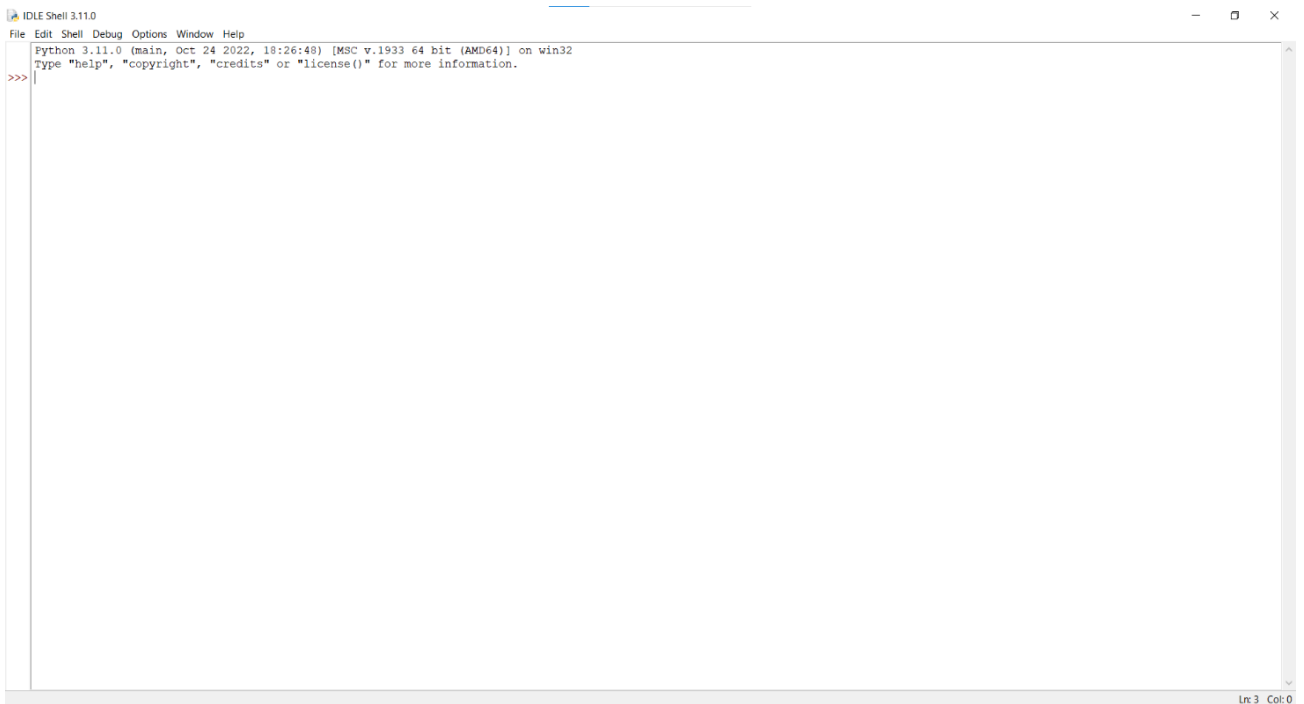 IDLE Shell 3.11.0
File Edit Shell Debug Options Window Help
Python 3.11.0 (main, Oct 24 2022, 18:26:48) [MSC v.1933 64 bit (AMD64)] on win32
Type "help", "copyright", "credits" or "license()" for more information.
>>>
Ln: 3 Col: 0